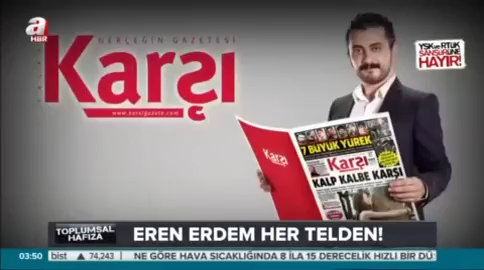 a
HABER
GERÇEĞİN GAZETESİ
Karşı
www.karsigazete.com
YSK ve RTÜK
SANSÜRÜNE
HAYIR!
7 BÜYÜK YÜREK
Karşı
Karşı
KALP KALBE KARŞI
TOPLUMSAL
HAFIZA
EREN ERDEM HER TELDEN!
03:50 bist ▲ 74,243 NE GÖRE HAVA SICAKLIĞINDA 8 İLA 15 DERECELİK HIZLI BİR DÜ